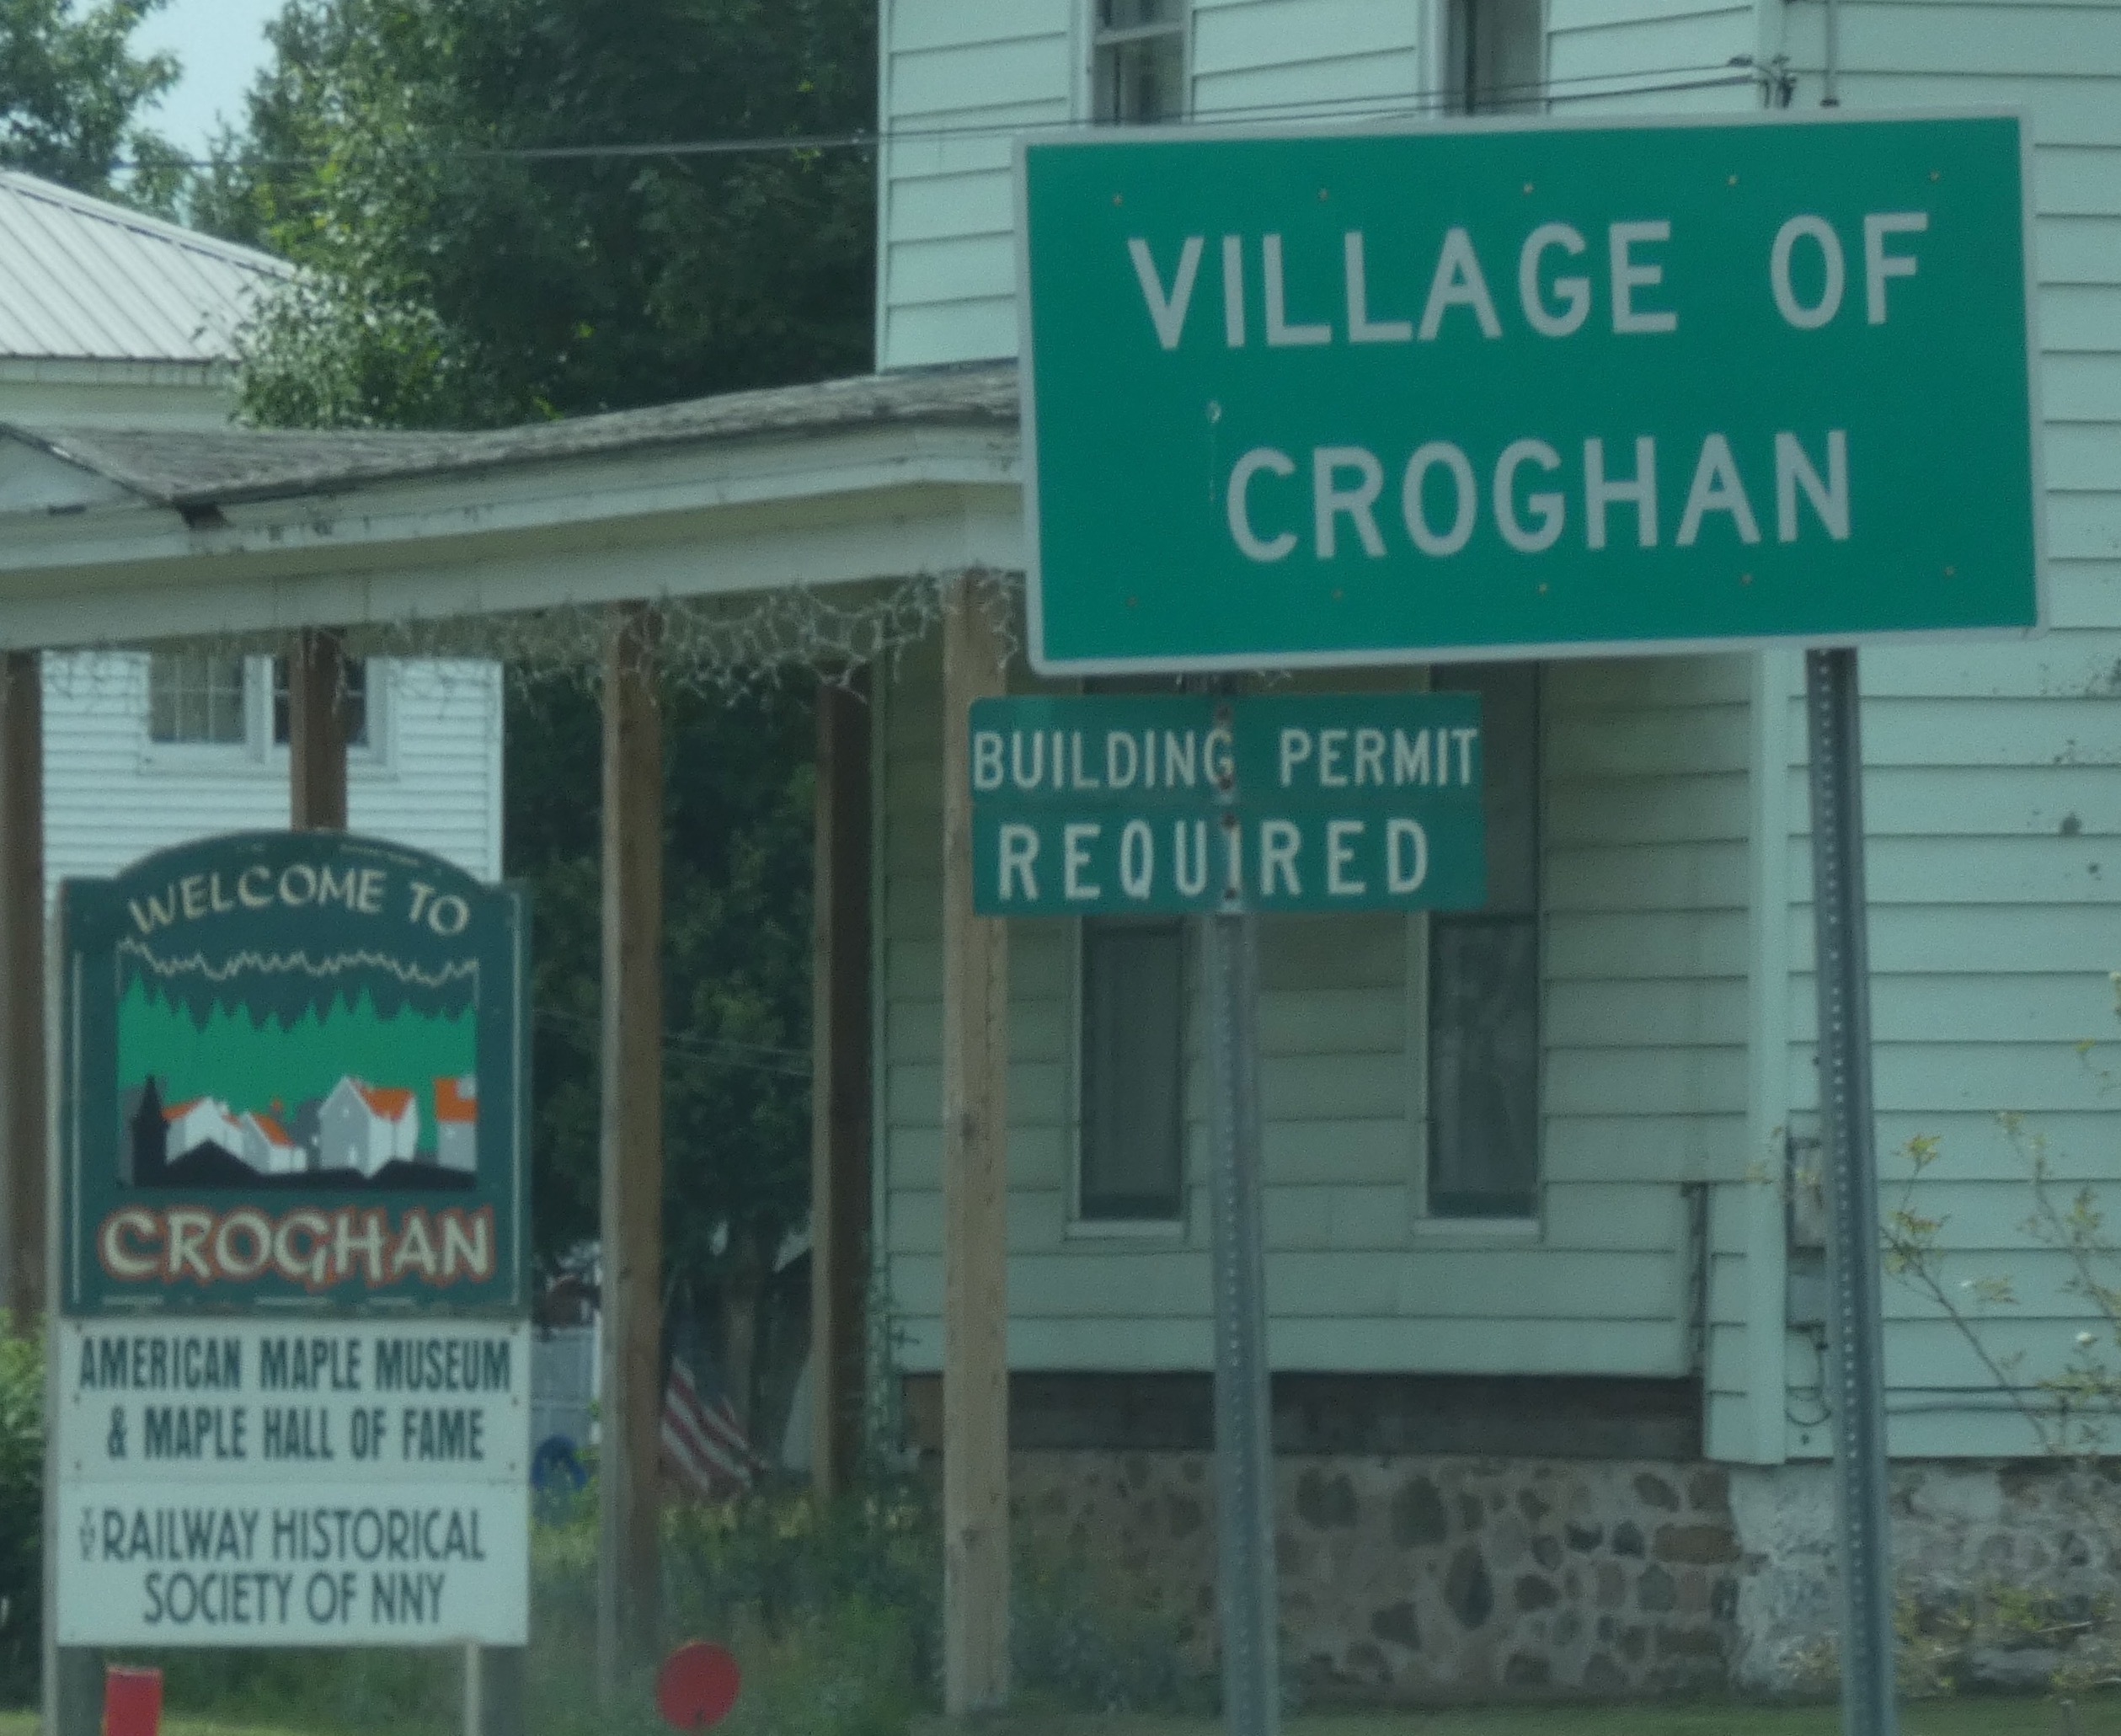 VILLAGE OF
CROGHAN
BUILDING PERMIT
REQUIRED
WELCOME TO
CROGHAN
AMERICAN MAPLE MUSEUM
& MAPLE HALL OF FAME
THE RAILWAY HISTORICAL
SOCIETY OF NNY